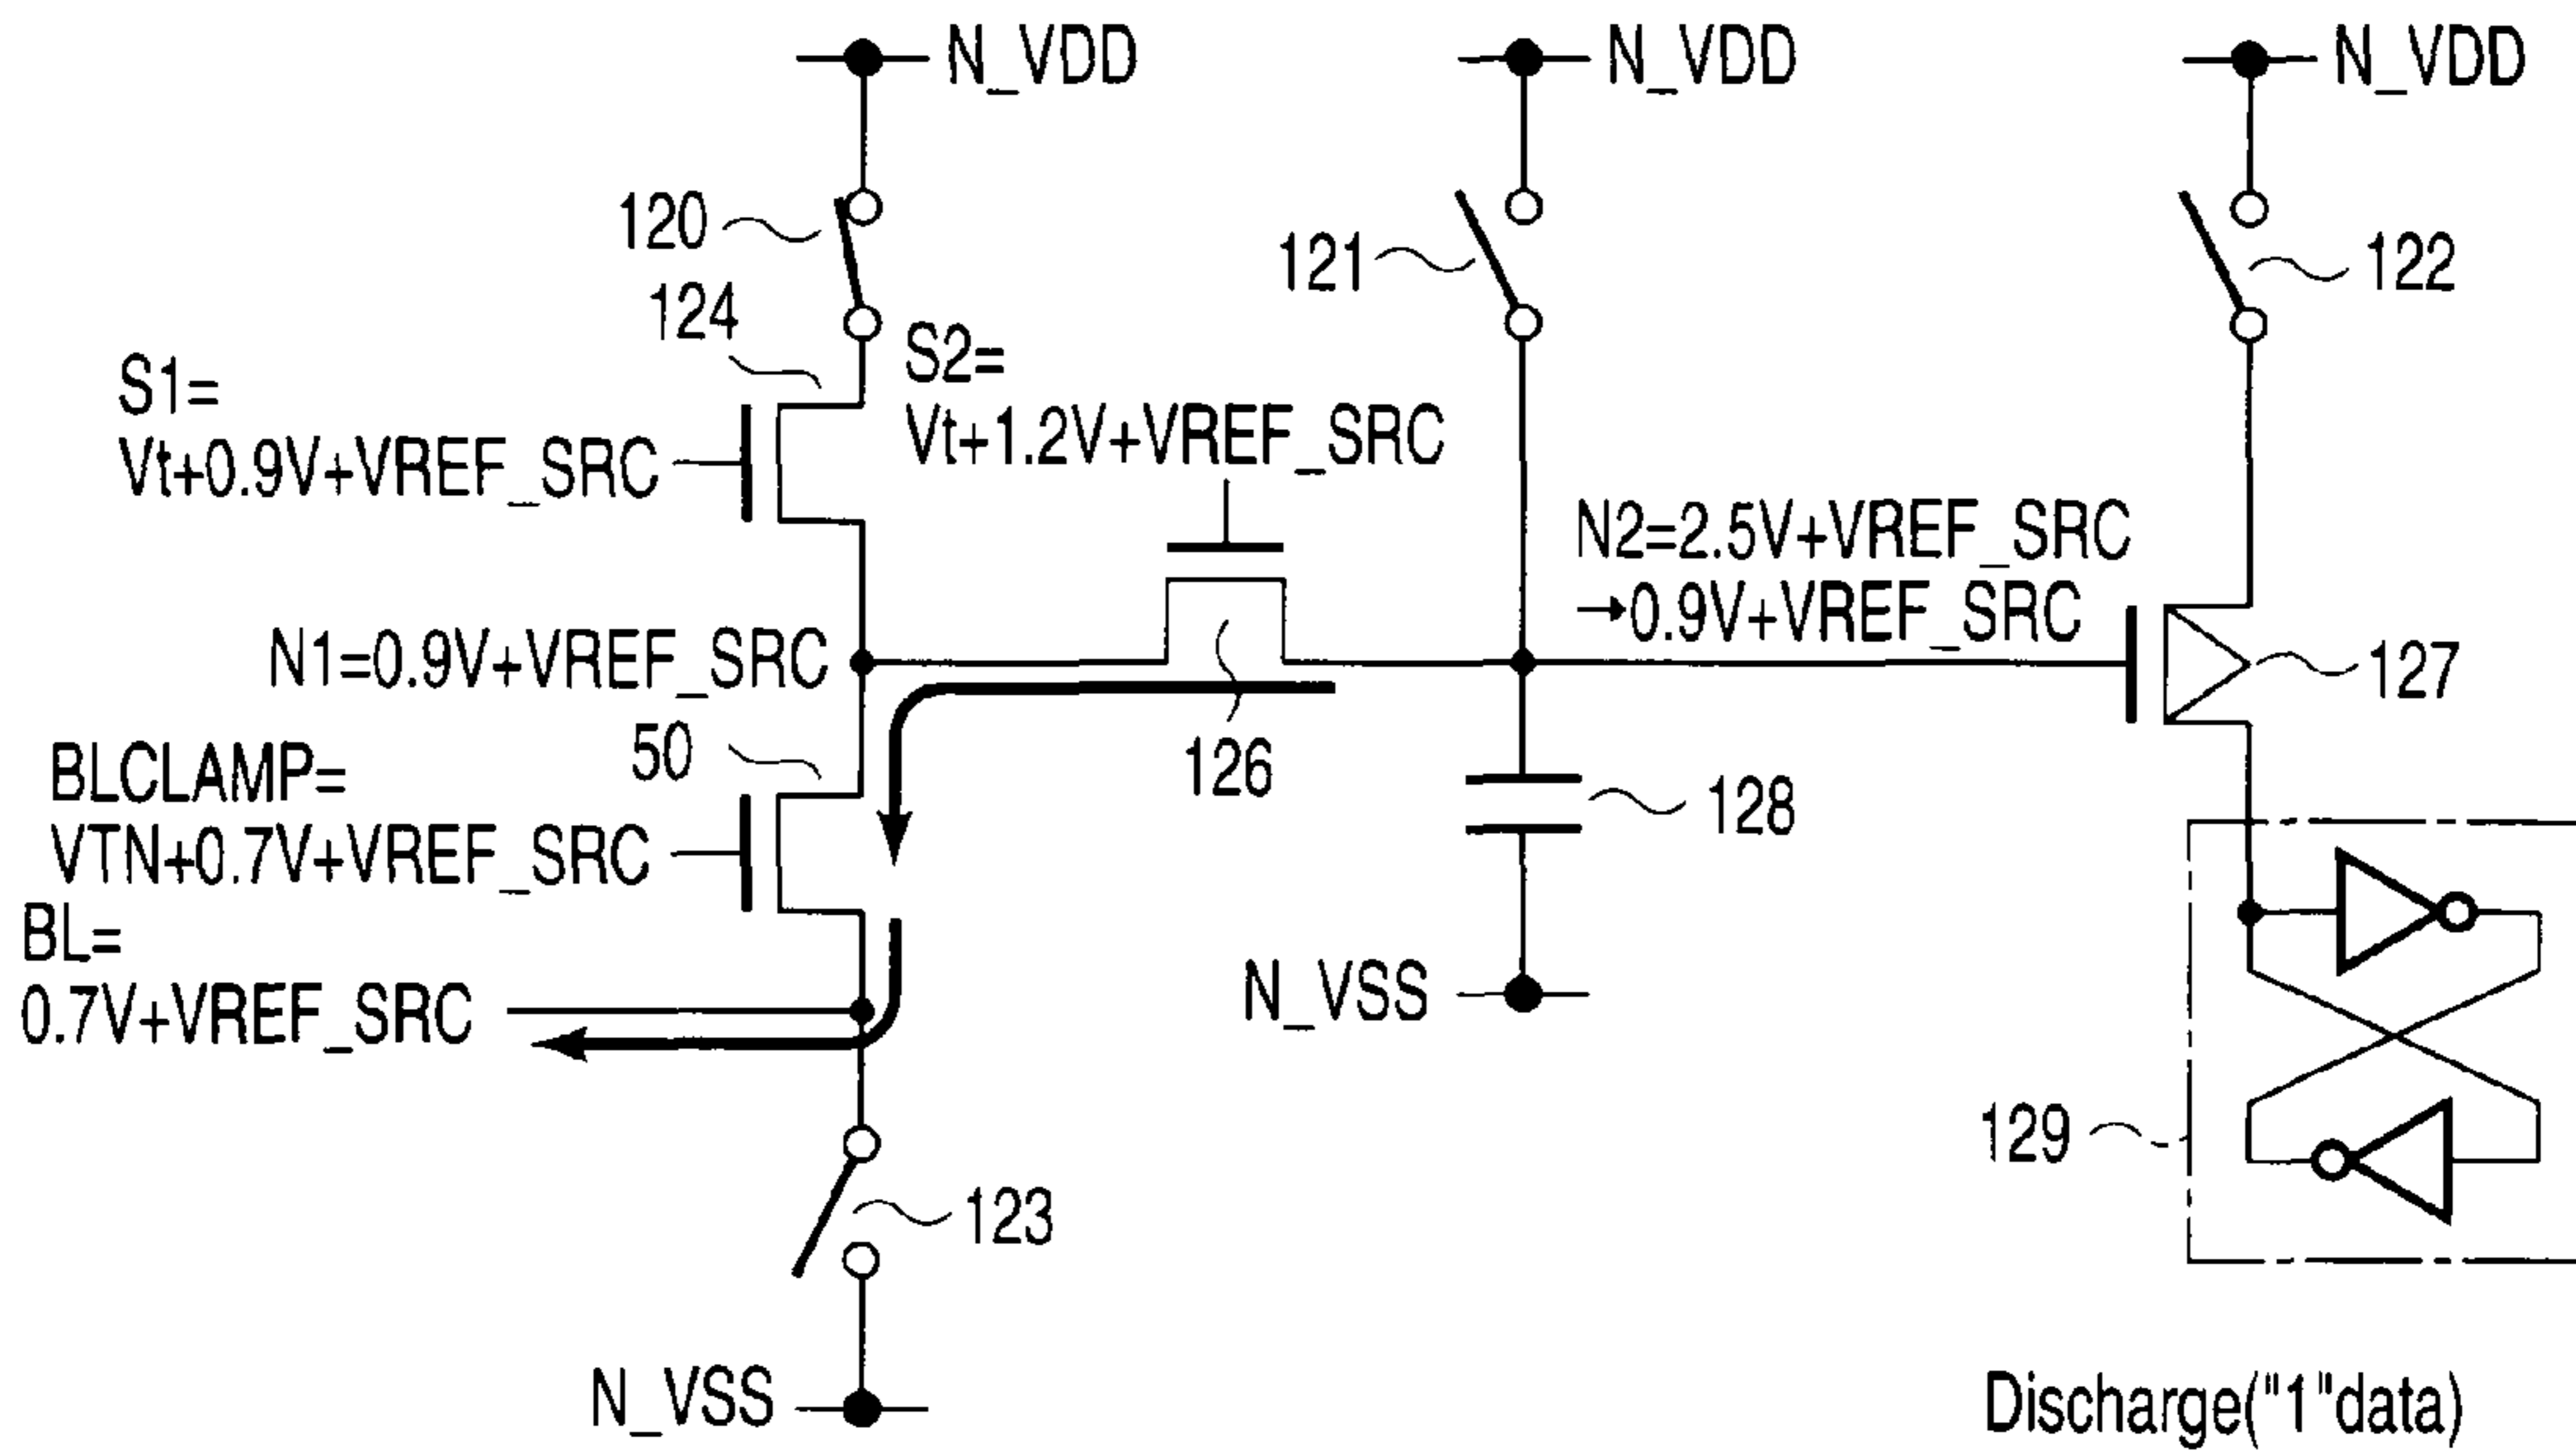 N_VDD
N_VDD
N_VDD
120
121
122
124
S1=
Vt+0.9V+VREF_SRC
S2=
Vt+1.2V+VREF_SRC
N2=2.5V+VREF_SRC
→0.9V+VREF_SRC
N1=0.9V+VREF_SRC
126
127
50
128
BLCLAMP=
VTN+0.7V+VREF_SRC
BL=
0.7V+VREF_SRC
N_VSS
129
123
N_VSS
Discharge("1"data)